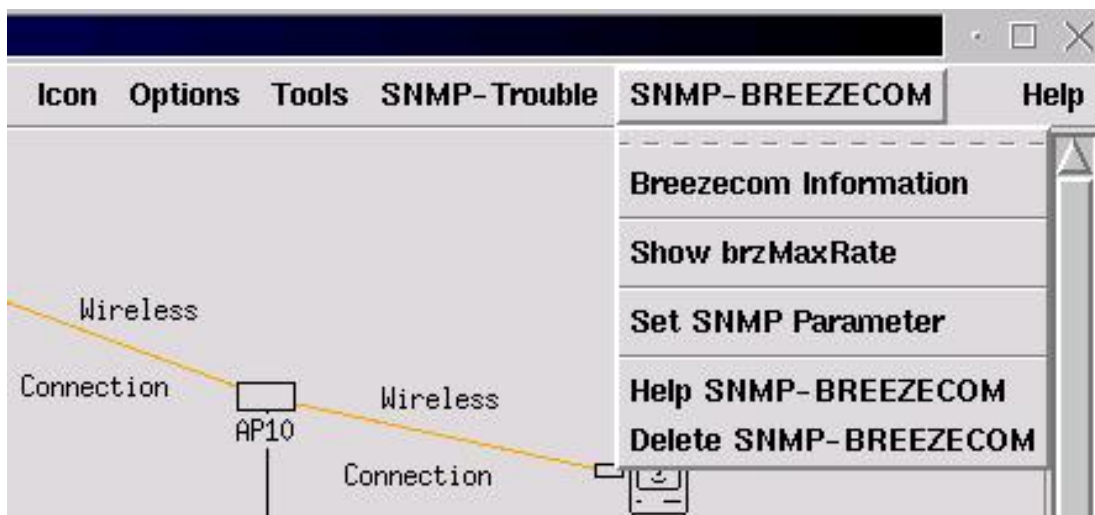 Icon Options Tools SNMP-Trouble SNMP-BREEZECOM Help
Breezecom Information
Show brzMaxRate
Set SNMP Parameter
Help SNMP-BREEZECOM
Delete SNMP-BREEZECOM
Wireless
Connection
AP10
Wireless
Connection